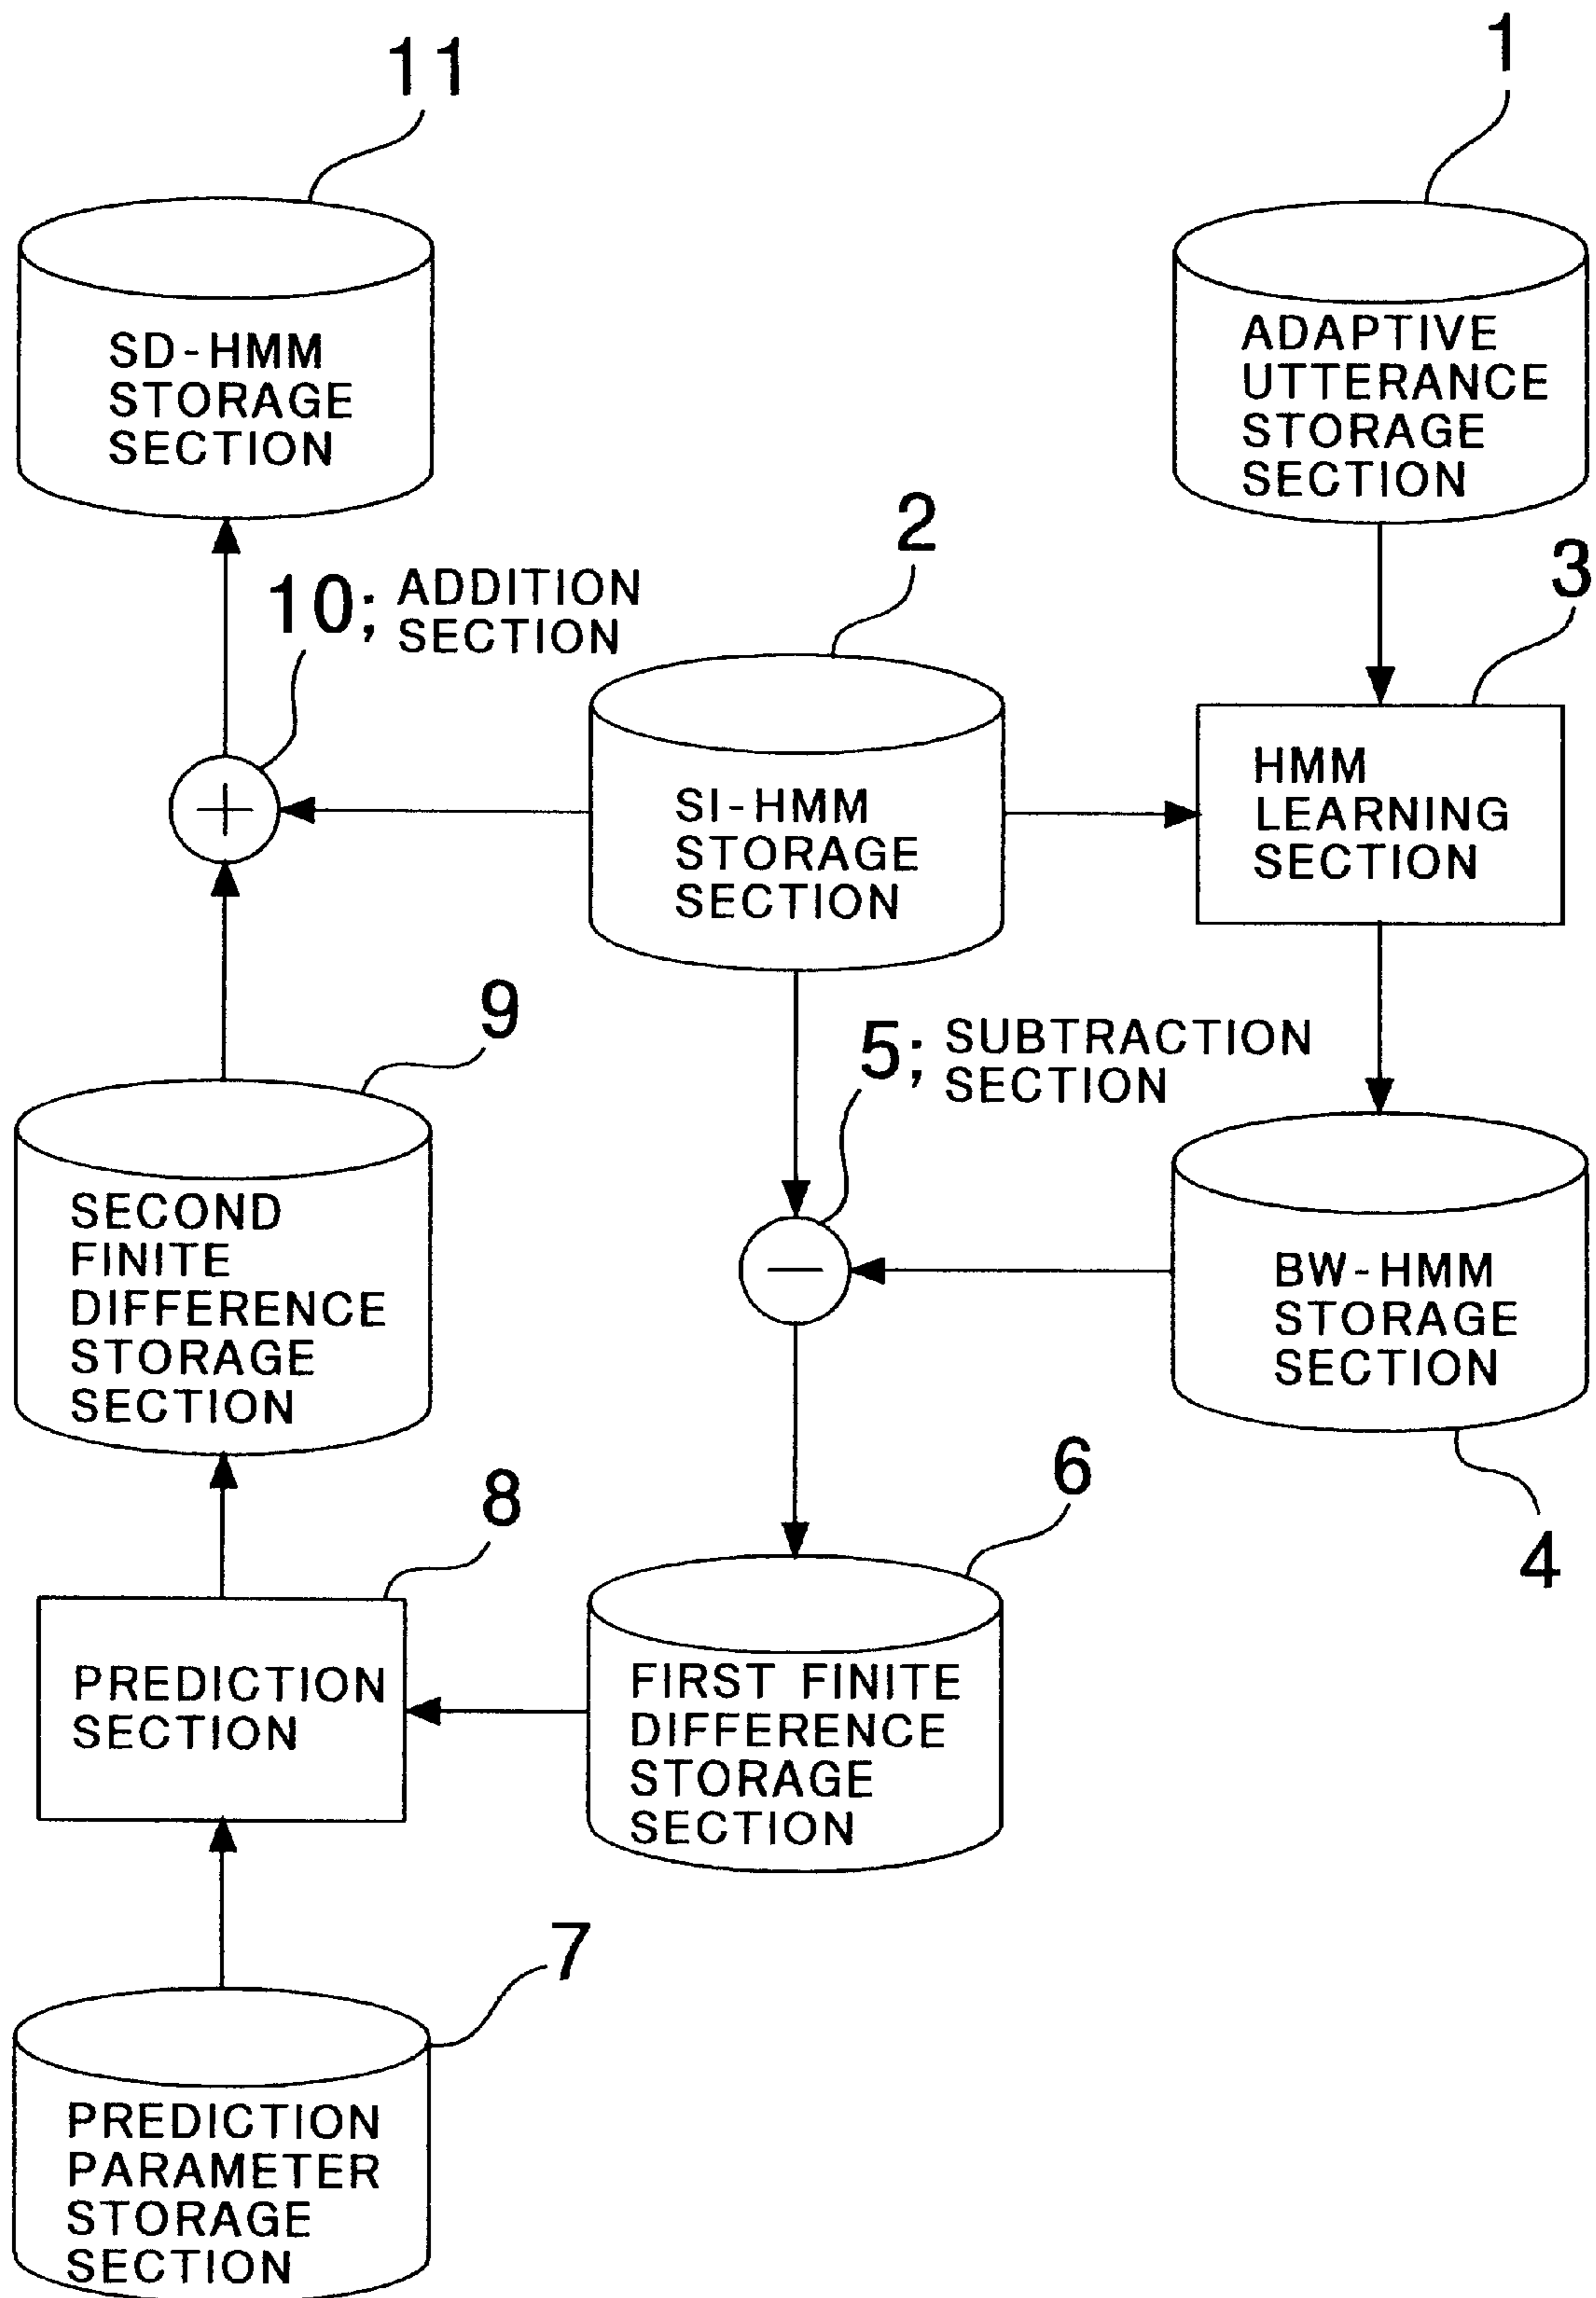 11
1
SD-HMM
STORAGE
SECTION
ADAPTIVE
UTTERANCE
STORAGE
SECTION
2
3
10; ADDITION
SECTION
SI-HMM
STORAGE
SECTION
HMM
LEARNING
SECTION
9
5; SUBTRACTION
SECTION
SECOND
FINITE
DIFFERENCE
STORAGE
SECTION
BW-HMM
STORAGE
SECTION
8
6
4
PREDICTION
SECTION
FIRST FINITE
DIFFERENCE
STORAGE
SECTION
7
PREDICTION
PARAMETER
STORAGE
SECTION